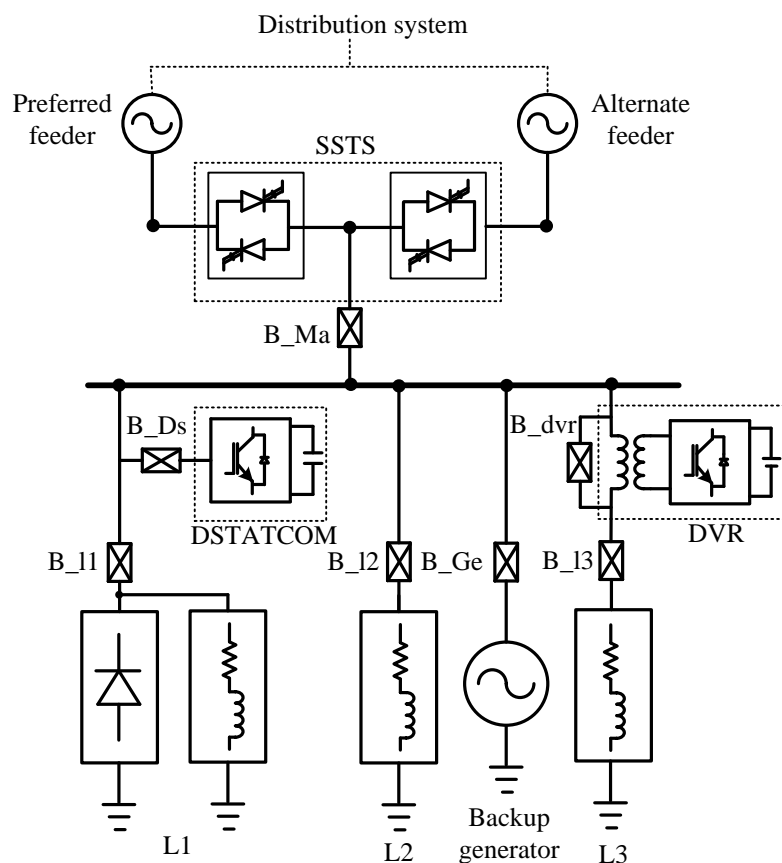 Distribution system
Preferred
feeder
Alternate
feeder
SSTS
B_Ma
B_Ds
B_dvr
DSTATCOM
DVR
B_l1
B_l2
B_Ge
B_l3
Backup
generator
L1
L2
L3